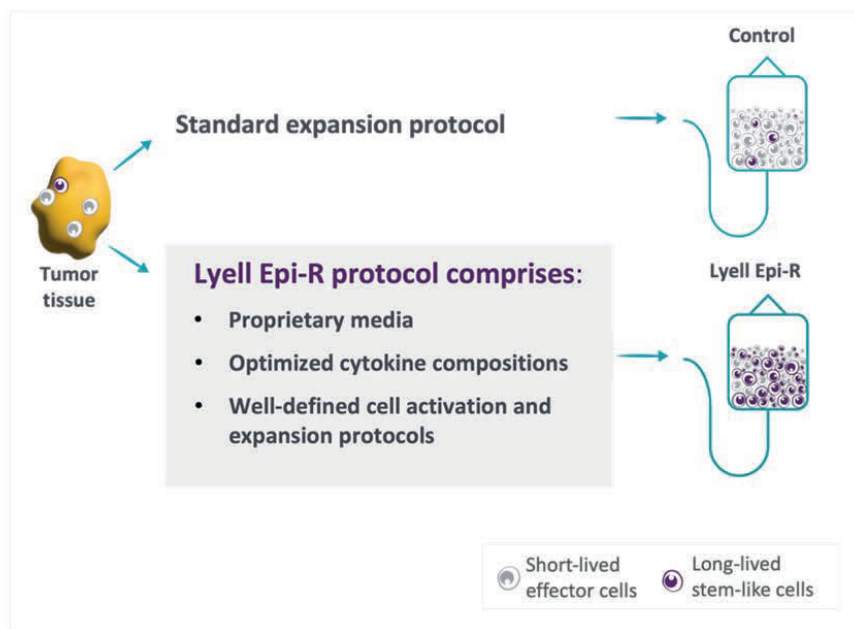 Control
Standard expansion protocol
Tumor
tissue
Lyell Epi-R protocol comprises:
• Proprietary media
• Optimized cytokine compositions
• Well-defined cell activation and
expansion protocols
Lyell Epi-R
Short-lived
effector cells
Long-lived
stem-like cells